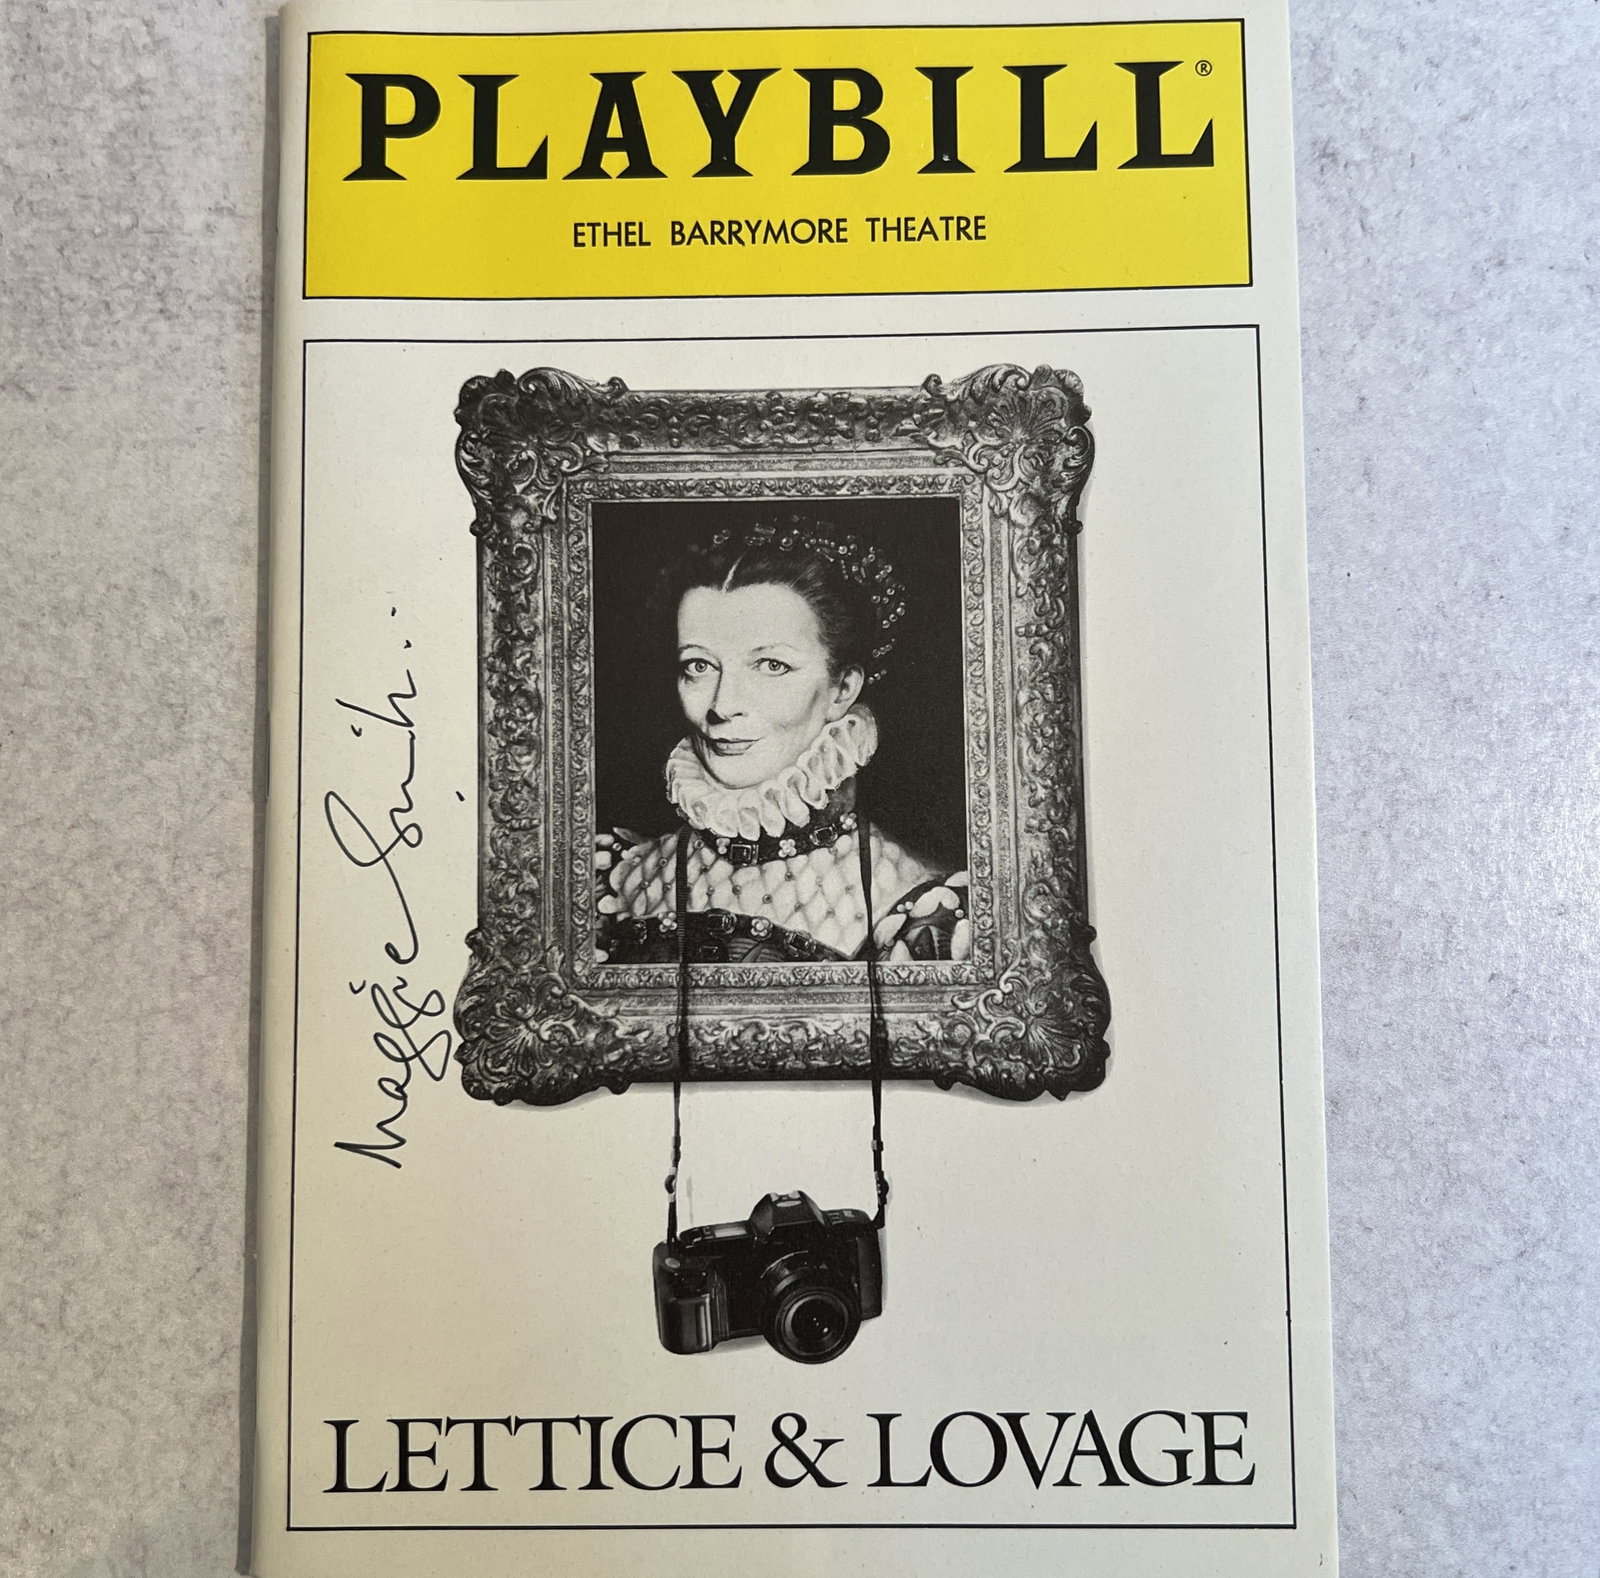 PLAYBILL®
ETHEL BARRYMORE THEATRE
Maggie Smith
LETTICE & LOVAGE